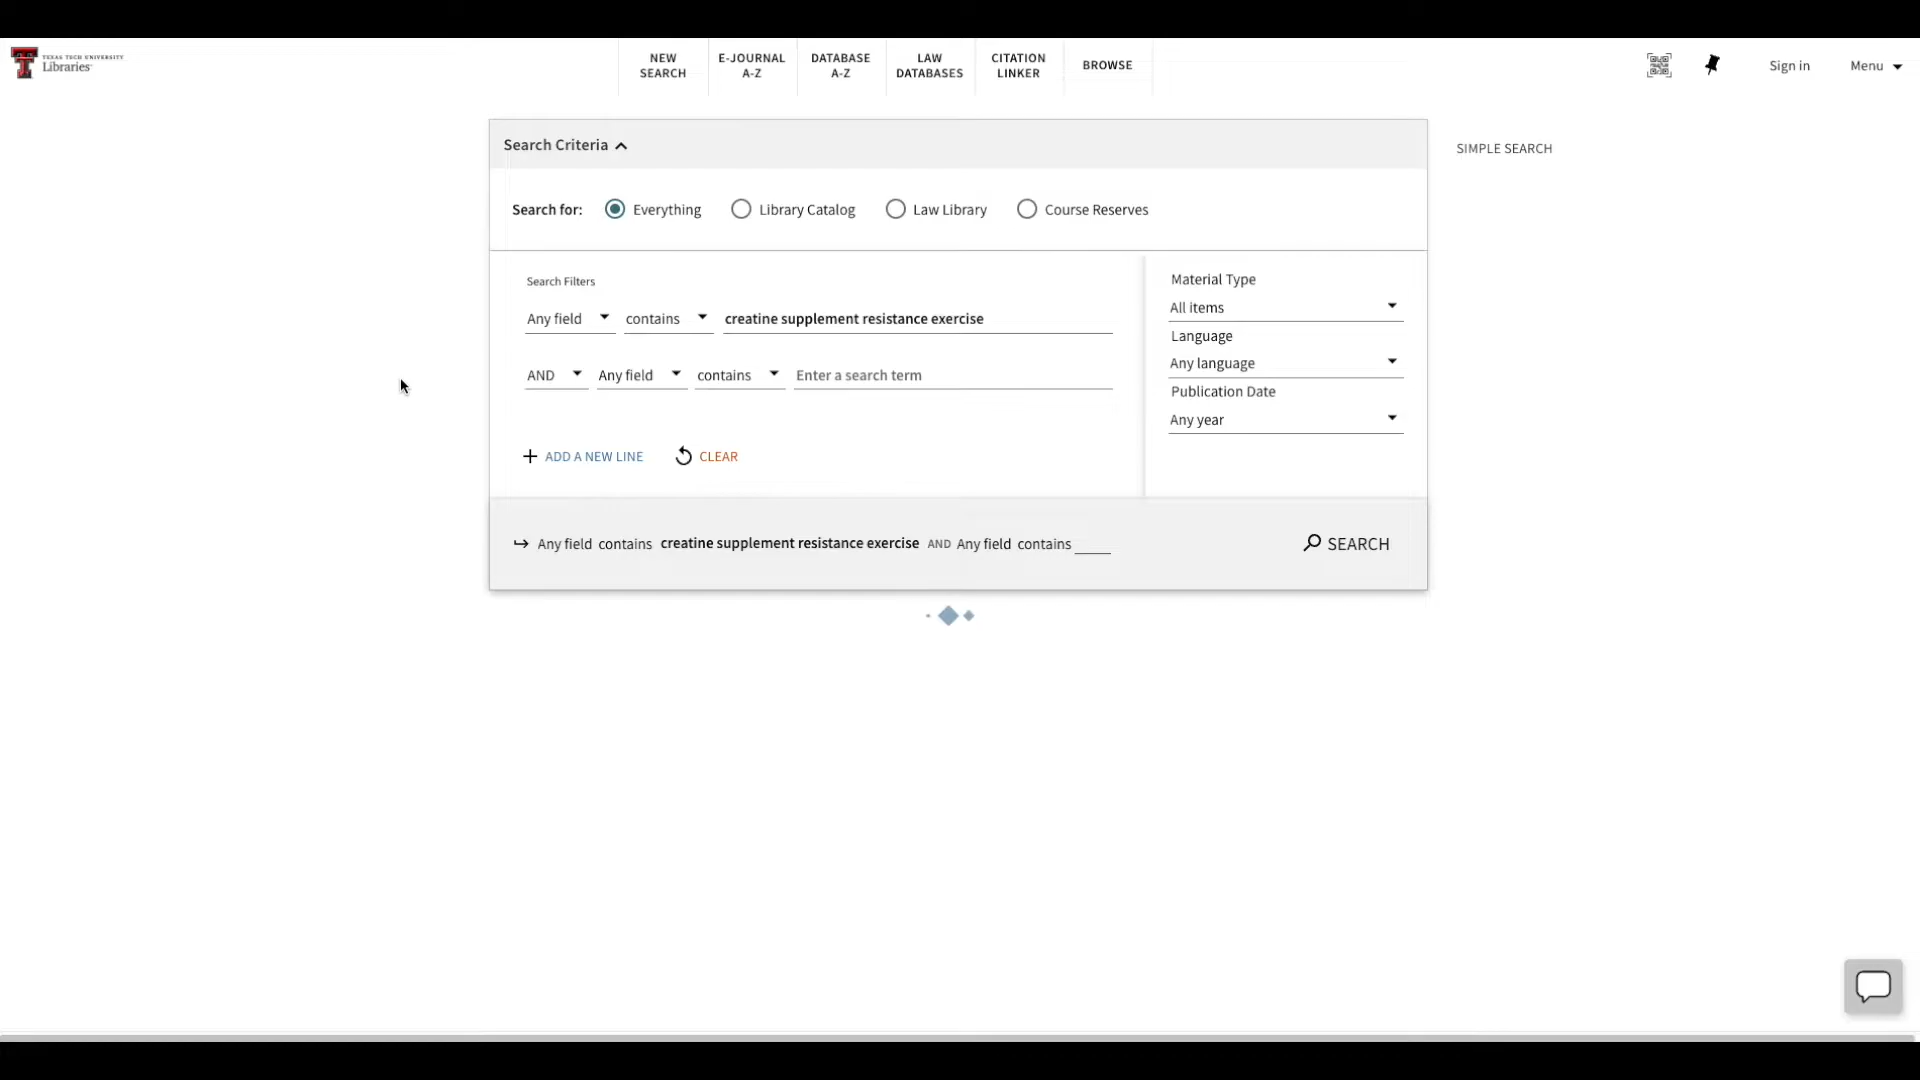 TEXAS TECH UNIVERSITY
Libraries
NEW SEARCH
E-JOURNAL A-Z
DATABASE A-Z
LAW DATABASES
CITATION LINKER
BROWSE
Sign in
Menu
Search Criteria
SIMPLE SEARCH
Search for: Everything Library Catalog Law Library Course Reserves
Search Filters
Any field contains creatine supplement resistance exercise
AND Any field contains Enter a search term
ADD A NEW LINE CLEAR
Material Type
All items
Language
Any language
Publication Date
Any year
Any field contains creatine supplement resistance exercise AND Any field contains
SEARCH